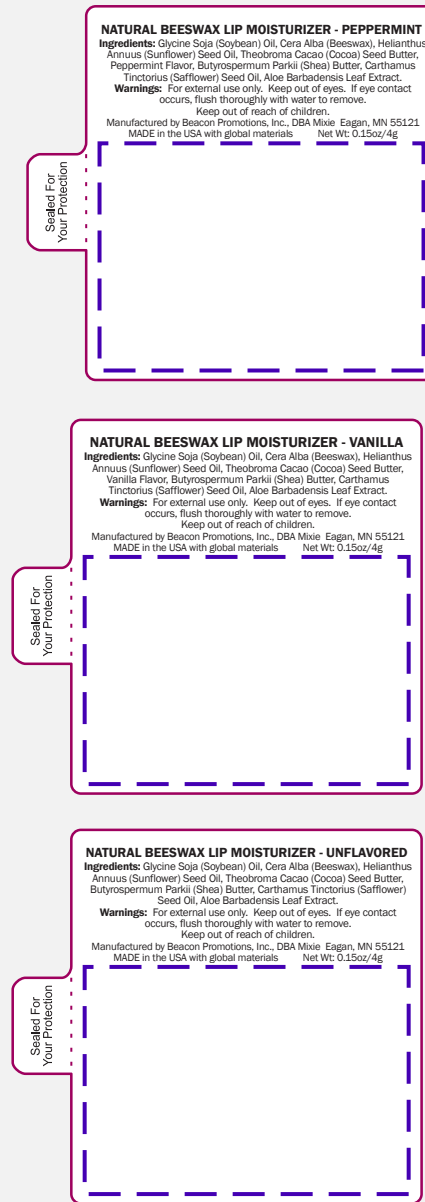 NATURAL BEESWAX LIP MOISTURIZER - PEPPERMINT
Ingredients: Glycine Soja (Soybean) Oil, Cera Alba (Beeswax), Helianthus
Annuus (Sunflower) Seed Oil, Theobroma Cacao (Cocoa) Seed Butter,
Peppermint Flavor, Butyrospermum Parkii (Shea) Butter, Carthamus
Tinctorius (Safflower) Seed Oil, Aloe Barbadensis Leaf Extract.
Warnings: For external use only. Keep out of eyes. If eye contact
occurs, flush thoroughly with water to remove.
Keep out of reach of children.
Manufactured by Beacon Promotions, Inc., DBA Mixie Eagan, MN 55121
MADE in the USA with global materials Net Wt: 0.15oz/4g
Sealed For
Your Protection
NATURAL BEESWAX LIP MOISTURIZER - VANILLA
Ingredients: Glycine Soja (Soybean) Oil, Cera Alba (Beeswax), Helianthus
Annuus (Sunflower) Seed Oil, Theobroma Cacao (Cocoa) Seed Butter,
Vanilla Flavor, Butyrospermum Parkii (Shea) Butter, Carthamus
Tinctorius (Safflower) Seed Oil, Aloe Barbadensis Leaf Extract.
Warnings: For external use only. Keep out of eyes. If eye contact
occurs, flush thoroughly with water to remove.
Keep out of reach of children.
Manufactured by Beacon Promotions, Inc., DBA Mixie Eagan, MN 55121
MADE in the USA with global materials Net Wt: 0.15oz/4g
Sealed For
Your Protection
NATURAL BEESWAX LIP MOISTURIZER - UNFLAVORED
Ingredients: Glycine Soja (Soybean) Oil, Cera Alba (Beeswax), Helianthus
Annuus (Sunflower) Seed Oil, Theobroma Cacao (Cocoa) Seed Butter,
Butyrospermum Parkii (Shea) Butter, Carthamus Tinctorius (Safflower)
Seed Oil, Aloe Barbadensis Leaf Extract.
Warnings: For external use only. Keep out of eyes. If eye contact
occurs, flush thoroughly with water to remove.
Keep out of reach of children.
Manufactured by Beacon Promotions, Inc., DBA Mixie Eagan, MN 55121
MADE in the USA with global materials Net Wt: 0.15oz/4g
Sealed For
Your Protection